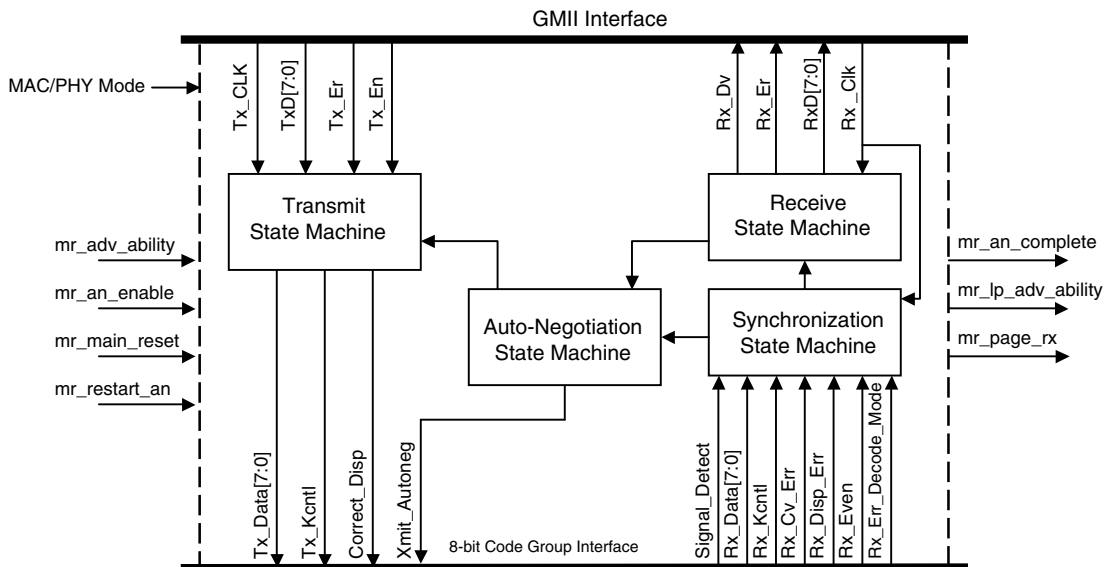 GMII Interface
MAC/PHY Mode
Tx_CLK
TxD[7:0]
Tx_Er
Tx_En
Rx_Dv
Rx_Er
RxD[7:0]
Rx _Clk
Transmit
State Machine
Receive
State Machine
mr_adv_ability
mr_an_enable
mr_main_reset
mr_restart_an
Auto-Negotiation
State Machine
Synchronization
State Machine
mr_an_complete
mr_lp_adv_ability
mr_page_rx
Tx_Data[7:0]
Tx_Kcntl
Correct_Disp
Xmit_Autoneg
Signal_Detect
Rx_Data[7:0]
Rx_Kcntl
Rx_Cv_Err
Rx_Disp_Err
Rx_Even
Rx_Err_Decode_Mode
8-bit Code Group Interface